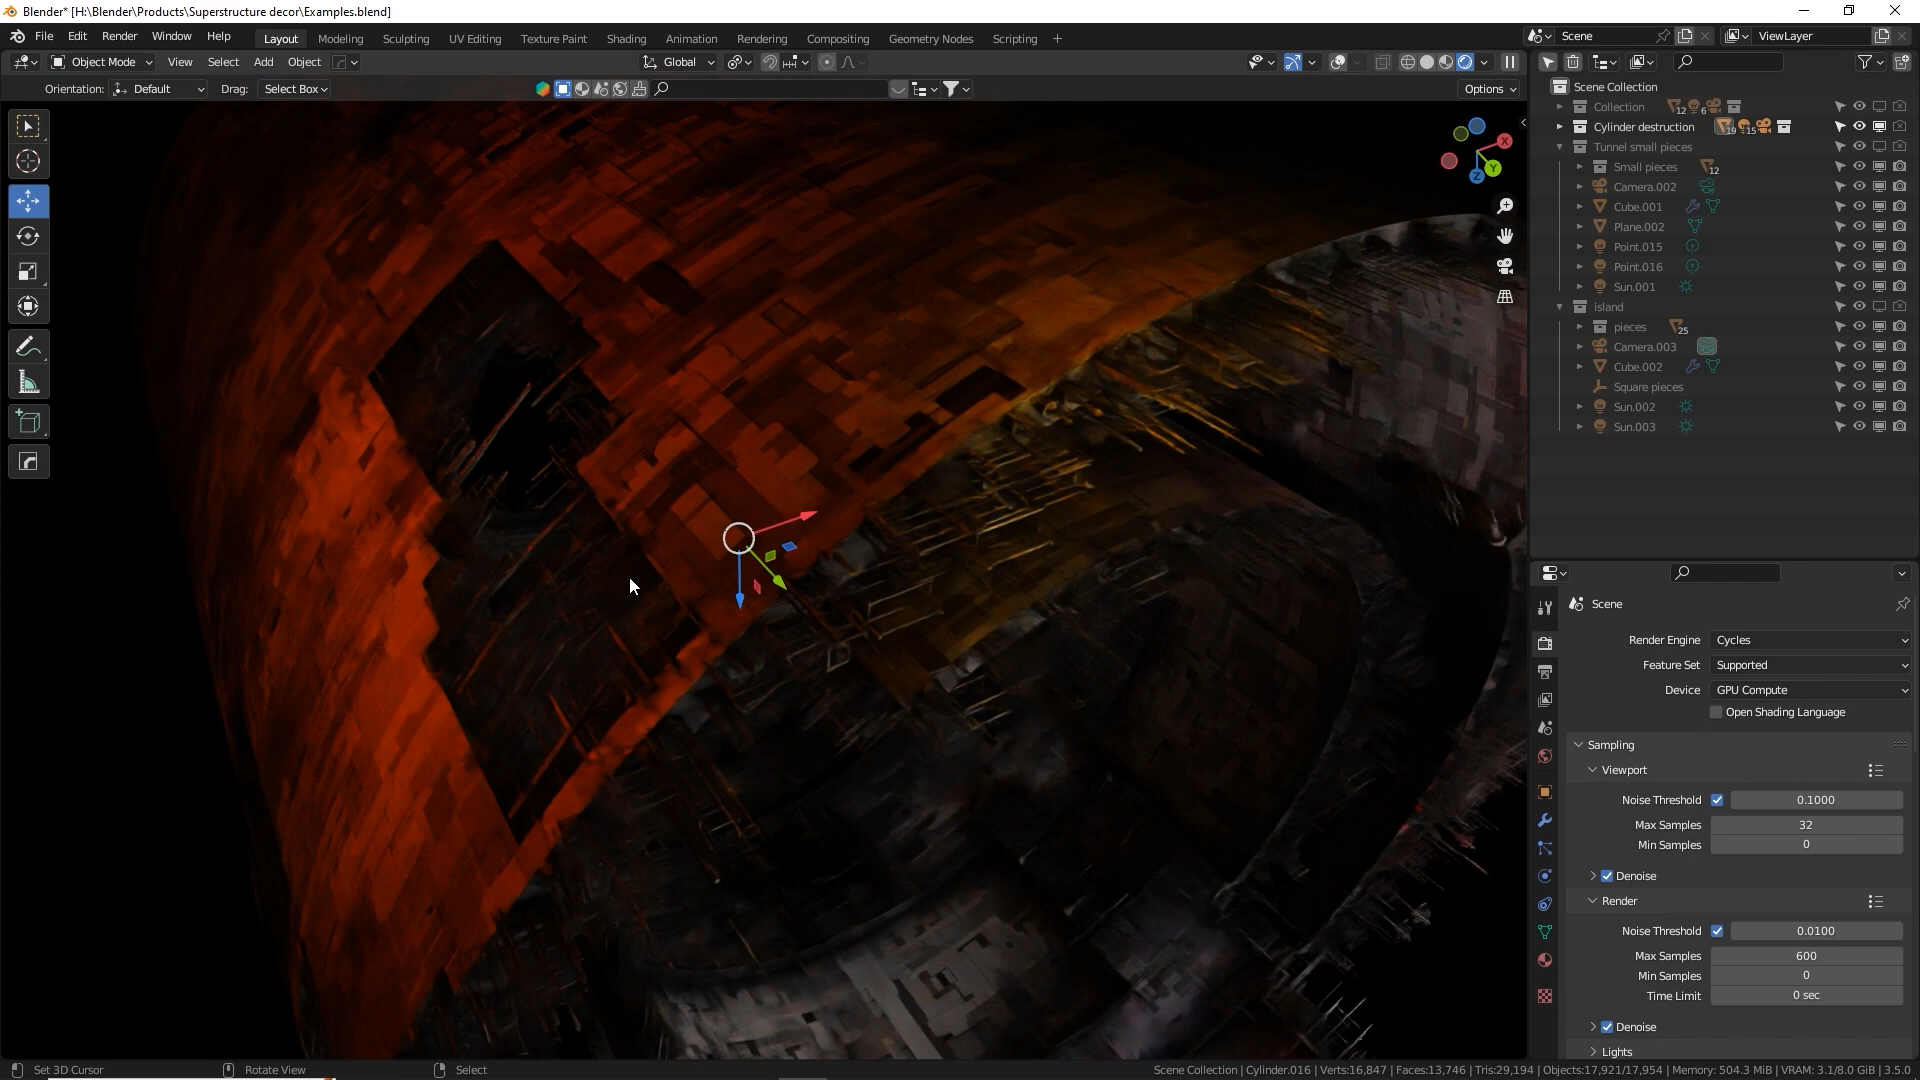 Blender* [H:\Blender\Products\Superstructure decor\Examples.blend]
File Edit Render Window Help Layout Modeling Sculpting UV Editing Texture Paint Shading Animation Rendering Compositing Geometry Nodes Scripting + Scene ViewLayer
Object Mode View Select Add Object Global
Orientation: Default Drag: Select Box Options
Scene Collection
Collection 12 6
Cylinder destruction 19 15
Tunnel small pieces
Small pieces 12
Camera.002
Cube.001
Plane.002
Point.015
Point.016
Sun.001
island
pieces 25
Camera.003
Cube.002
Square pieces
Sun.002
Sun.003
X
Y
Z
Scene
Render Engine Cycles
Feature Set Supported
Device GPU Compute
Open Shading Language
Sampling
Viewport
Noise Threshold 0.1000
Max Samples 32
Min Samples 0
Denoise
Render
Noise Threshold 0.0100
Max Samples 600
Min Samples 0
Time Limit 0 sec
Denoise
Lights
Set 3D Cursor Rotate View Select Scene Collection | Cylinder.016 | Verts:16,847 | Faces:13,746 | Tris:29,194 | Objects:17,921/17,954 | Memory: 504.3 MiB | VRAM: 3.1/8.0 GiB | 3.5.0